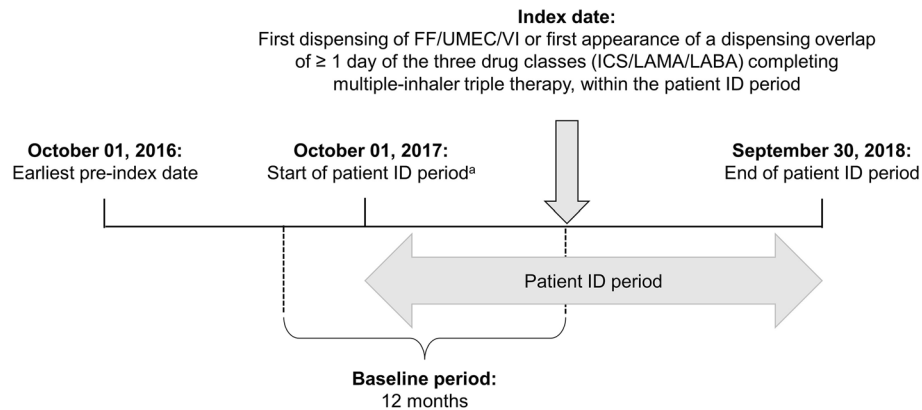 Index date:
First dispensing of FF/UMEC/VI or first appearance of a dispensing overlap
of ≥ 1 day of the three drug classes (ICS/LAMA/LABA) completing
multiple-inhaler triple therapy, within the patient ID period
October 01, 2016:
Earliest pre-index date
October 01, 2017:
Start of patient ID periodᵃ
September 30, 2018:
End of patient ID period
Patient ID period
Baseline period:
12 months